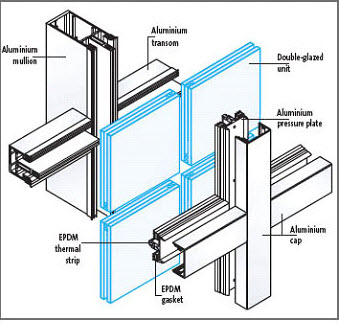 Aluminium
mullion
Aluminium
transom
Double-glazed
unit
Aluminium
pressure plate
EPDM
thermal
strip
EPDM
gasket
Aluminium
cap